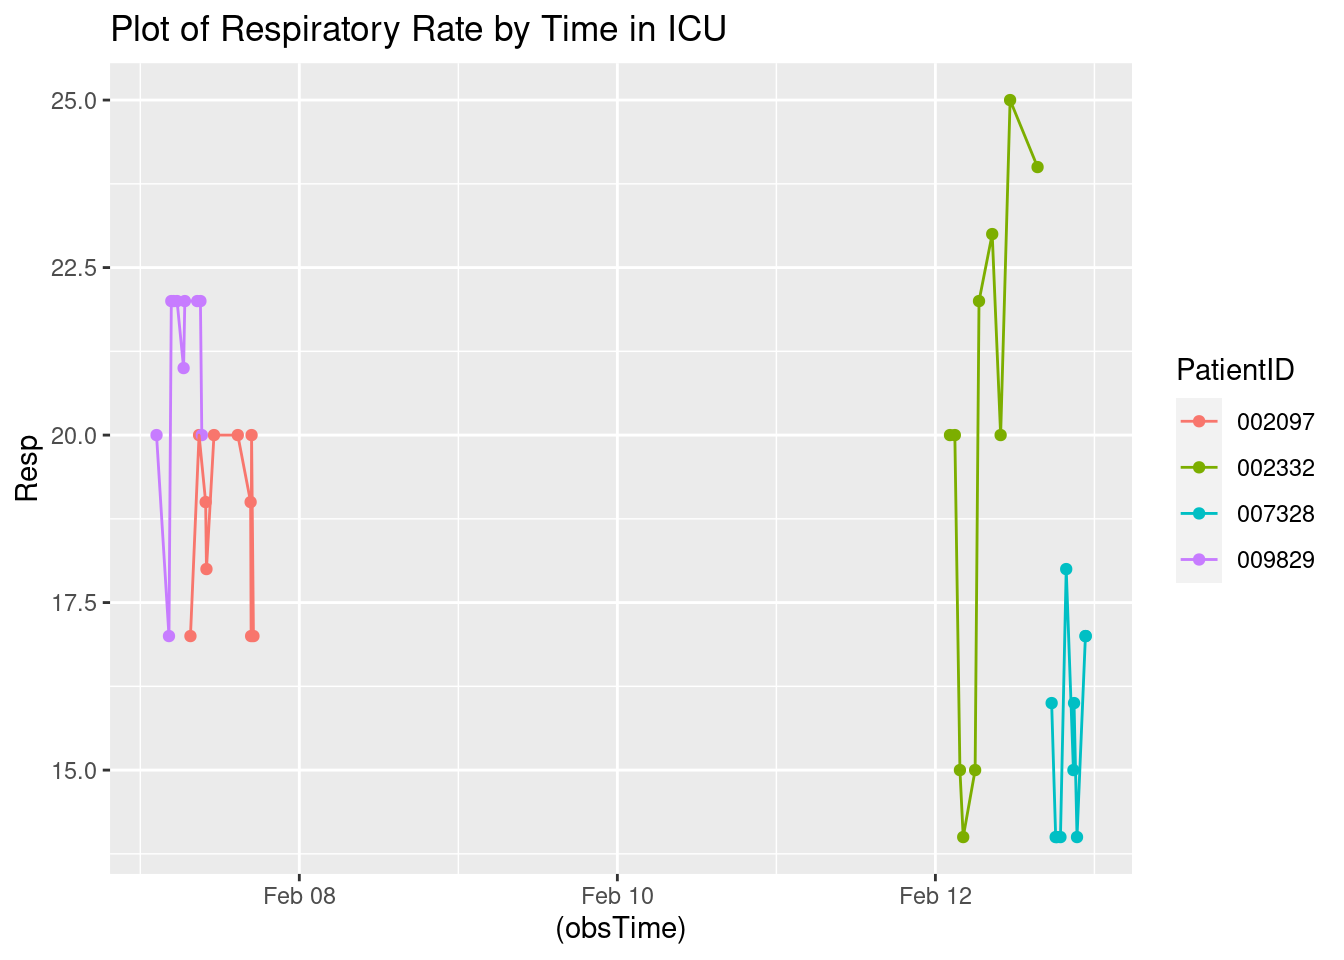 Plot of Respiratory Rate by Time in ICU
25.0
22.5
20.0
17.5
15.0
Resp
Feb 08
Feb 10
Feb 12
(obsTime)
PatientID
002097
002332
007328
009829